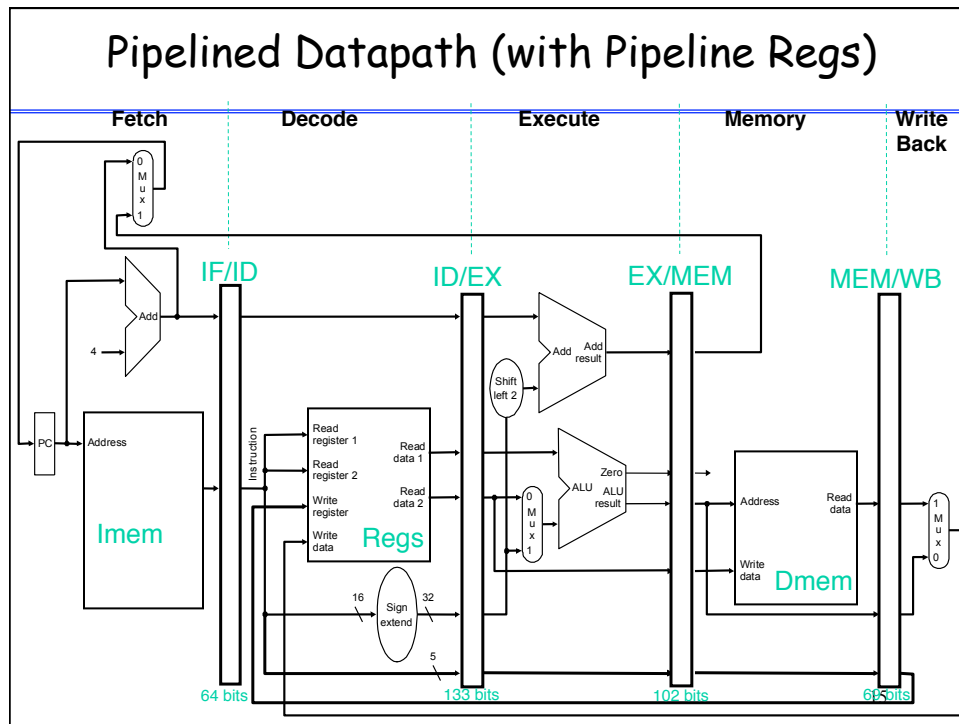 Pipelined Datapath (with Pipeline Regs)
Fetch
Decode
Execute
Memory
Write
Back
0
M
u
x
1
IF/ID
ID/EX
EX/MEM
MEM/WB
Add
4
Add
Add
result
Shift
left 2
PC
Address
Imem
Instruction
Read
register 1
Read
register 2
Write
register
Write
data
Read
data 1
Read
data 2
Regs
0
M
u
x
1
ALU
Zero
ALU
result
Address
Write
data
Read
data
Dmem
1
M
u
x
0
16
Sign
extend
32
5
64 bits
133 bits
102 bits
69 bits